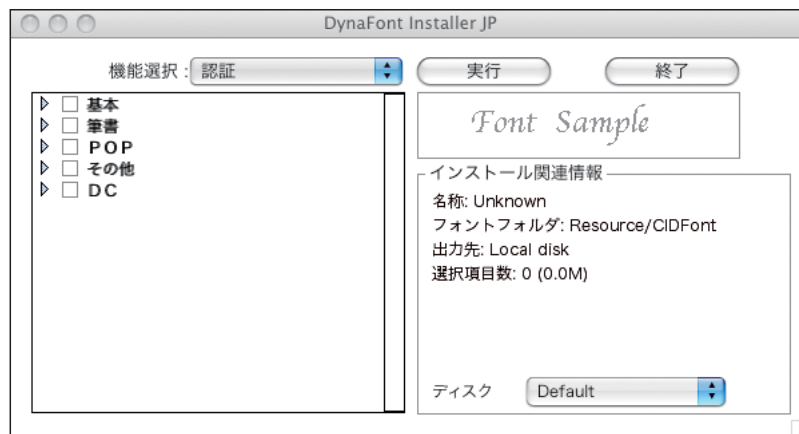 DynaFont Installer JP
機能選択 : 認証
実行
終了
基本
筆書
POP
その他
DC
Font Sample
インストール関連情報
名称: Unknown
フォントフォルダ: Resource/CIDFont
出力先: Local disk
選択項目数: 0 (0.0M)
ディスク Default